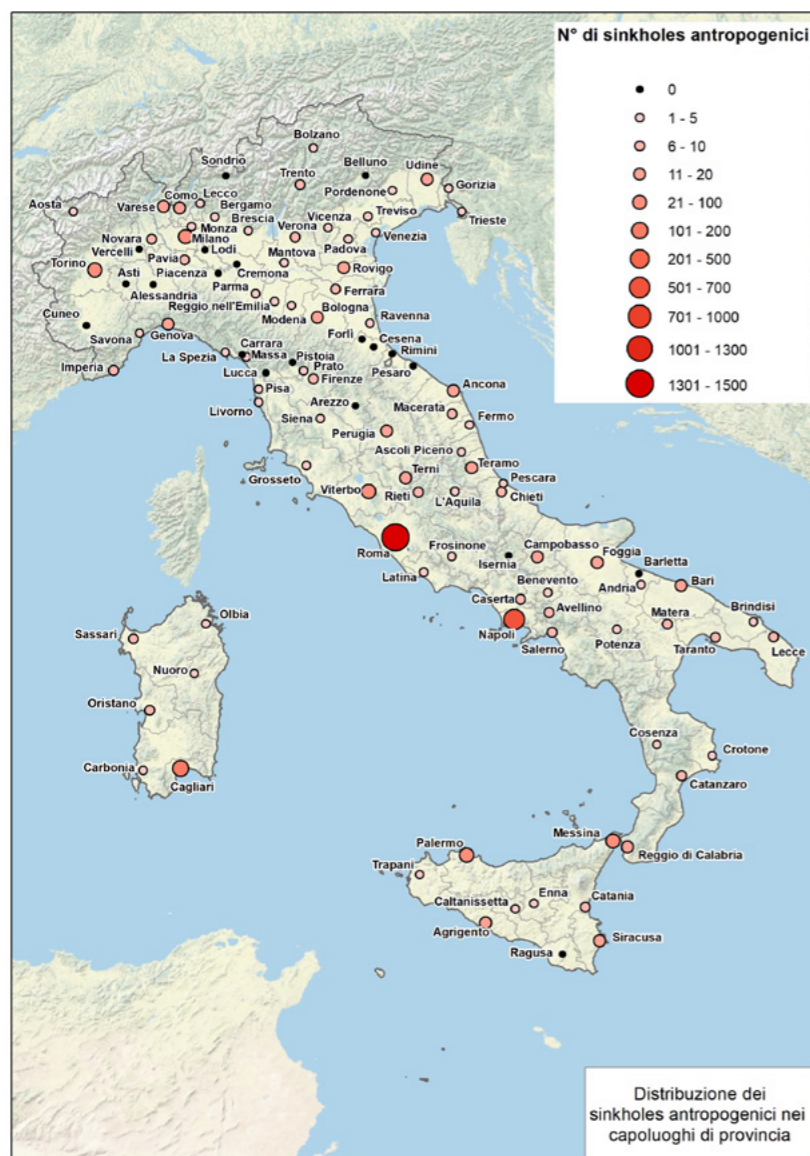 N° di sinkholes antropogenici
0
1 - 5
6 - 10
11 - 20
21 - 100
101 - 200
201 - 500
501 - 700
701 - 1000
1001 - 1300
1301 - 1500
Bolzano
Sondrio
Belluno
Udine
Trento
Pordenone
Gorizia
Aosta
Como
Lecco
Varese
Bergamo
Vicenza
Treviso
Trieste
Monza
Brescia
Verona
Novara
Milano
Venezia
Vercelli
Lodi
Padova
Pavia
Mantova
Torino
Cremona
Rovigo
Asti
Piacenza
Parma
Ferrara
Alessandria
Reggio nell'Emilia
Bologna
Cuneo
Modena
Ravenna
Savona
Genova
Forlì
Cesena
Carrara
Rimini
La Spezia
Massa
Pistoia
Imperia
Prato
Pesaro
Lucca
Firenze
Pisa
Ancona
Arezzo
Livorno
Macerata
Siena
Fermo
Perugia
Ascoli Piceno
Terni
Teramo
Grosseto
Pescara
Viterbo
Rieti
L'Aquila
Chieti
Roma
Frosinone
Campobasso
Foggia
Isernia
Barletta
Latina
Benevento
Andria
Bari
Caserta
Avellino
Matera
Brindisi
Olbia
Sassari
Napoli
Salerno
Potenza
Taranto
Lecce
Nuoro
Oristano
Cosenza
Crotone
Carbonia
Cagliari
Catanzaro
Messina
Palermo
Reggio di Calabria
Trapani
Enna
Caltanissetta
Catania
Agrigento
Siracusa
Ragusa
Distribuzione dei
sinkholes antropogenici nei
capoluoghi di provincia